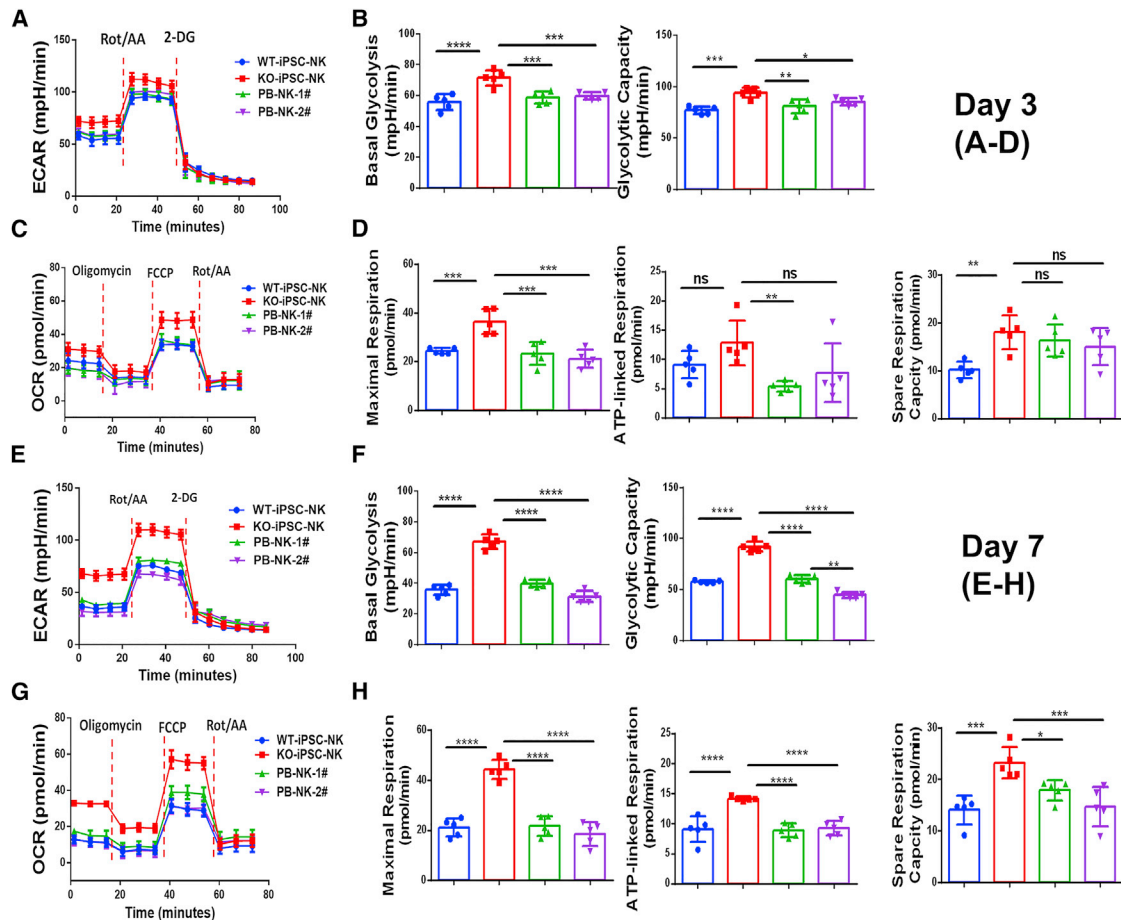 A
Rot/AA
2-DG
ECAR (mpH/min)
150
100
50
0
0
20
40
60
80
100
Time (minutes)
WT-iPSC-NK
KO-iPSC-NK
PB-NK-1#
PB-NK-2#
B
Basal Glycolysis
(mpH/min)
100
80
60
40
20
0
****
***
***
Glycolytic Capacity
(mpH/min)
150
100
50
0
***
*
**
Day 3
(A-D)
C
Oligomycin
FCCP
Rot/AA
OCR (pmol/min)
80
60
40
20
0
0
20
40
60
80
Time (minutes)
WT-iPSC-NK
KO-iPSC-NK
PB-NK-1#
PB-NK-2#
D
Maximal Respiration
(pmol/min)
60
40
20
0
***
***
***
ATP-linked Respiration
(pmol/min)
25
20
15
10
5
0
ns
ns
**
Spare Respiration
Capcity (pmol/min)
30
20
10
0
**
ns
ns
E
Rot/AA
2-DG
ECAR (mpH/min)
150
100
50
0
0
20
40
60
80
100
Time (minutes)
WT-iPSC-NK
KO-iPSC-NK
PB-NK-1#
PB-NK-2#
F
Basal Glycolysis
(mpH/min)
100
80
60
40
20
0
****
****
****
Glycolytic Capacity
(mpH/min)
150
100
50
0
****
****
****
**
Day 7
(E-H)
G
Oligomycin
FCCP
Rot/AA
OCR (pmol/min)
80
60
40
20
0
0
20
40
60
80
Time (minutes)
WT-iPSC-NK
KO-iPSC-NK
PB-NK-1#
PB-NK-2#
H
Maximal Respiration
(pmol/min)
60
40
20
0
****
****
****
ATP-linked Respiration
(pmol/min)
25
20
15
10
5
0
****
****
****
Spare Respiration
Capcity (pmol/min)
30
20
10
0
***
***
*